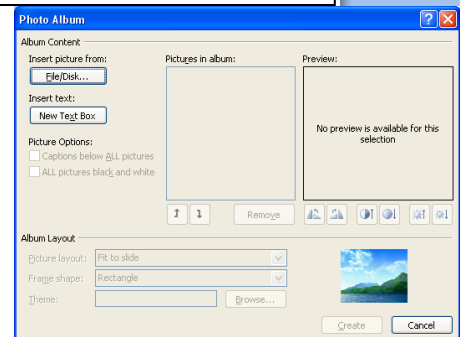 Photo Album
Album Content
Insert picture from:
File/Disk...
Insert text:
New Text Box
Picture Options:
Captions below ALL pictures
ALL pictures black and white
Pictures in album:
Remove
Preview:
No preview is available for this
selection
Album Layout
Picture layout: Fit to slide
Frame shape: Rectangle
Theme: Browse...
Create Cancel